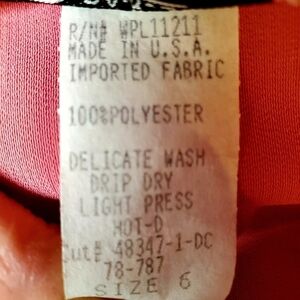 R/N# WPL11211
MADE IN U.S.A.
IMPORTED FABRIC
100%POLYESTER
DELICATE WASH
DRIP DRY
LIGHT PRESS
HOT-D
Cut# 48347-1-DC
78-787
SIZE 6